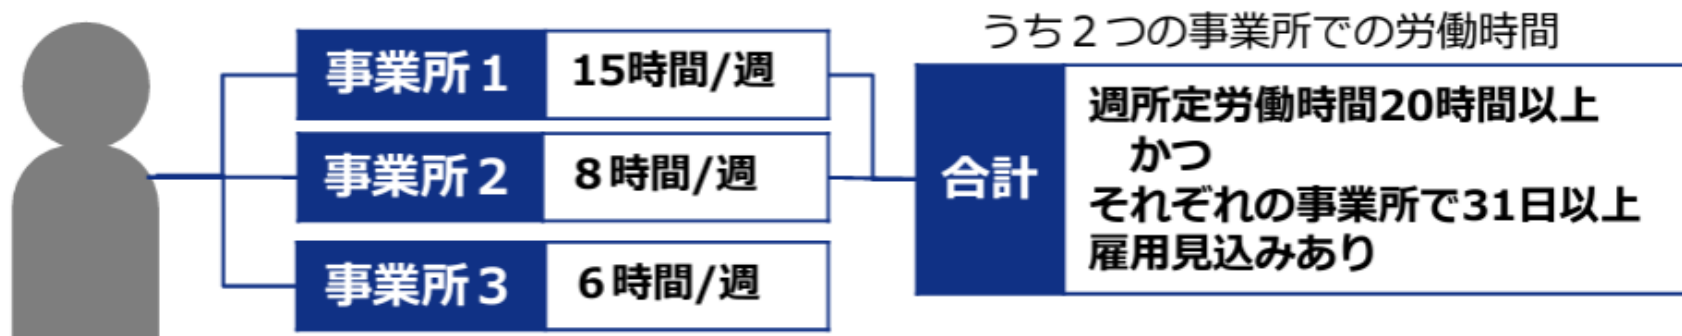 うち２つの事業所での労働時間
事業所１ 15時間/週
事業所２ ８時間/週
事業所３ ６時間/週
合計
週所定労働時間20時間以上
かつ
それぞれの事業所で31日以上
雇用見込みあり